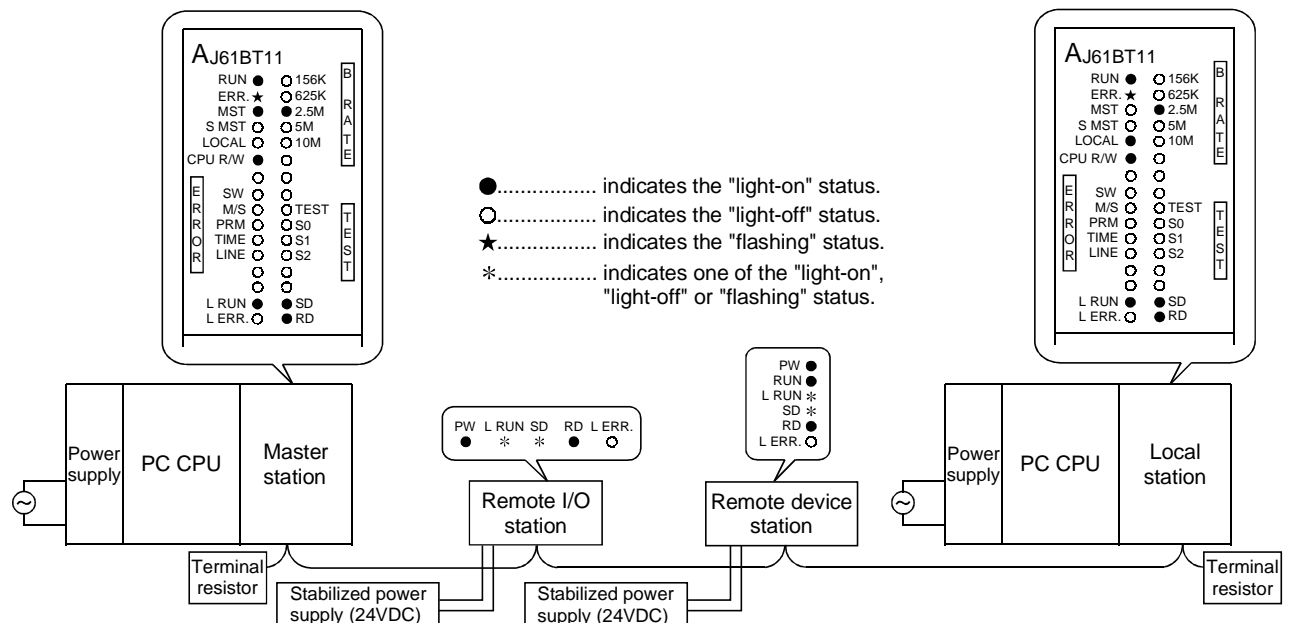 AJ61BT11
RUN ● ○ 156K
ERR. ★ ○ 625K
MST ● ● 2.5M
S MST ○ ○ 5M
LOCAL ○ ○ 10M
CPU R/W ● ○
B RATE
○ ○
SW ○ ○
M/S ○ ○ TEST
PRM ○ ○ S0
TIME ○ ○ S1
LINE ○ ○ S2
○ ○
○ ○
ERROR
TEST
L RUN ● ● SD
L ERR. ○ ● RD
●.................. indicates the "light-on" status.
○.................. indicates the "light-off" status.
★.................. indicates the "flashing" status.
*.................. indicates one of the "light-on",
"light-off" or "flashing" status.
AJ61BT11
RUN ● ○ 156K
ERR. ★ ○ 625K
MST ○ ● 2.5M
S MST ○ ○ 5M
LOCAL ● ○ 10M
CPU R/W ● ○
B RATE
○ ○
SW ○ ○
M/S ○ ○ TEST
PRM ○ ○ S0
TIME ○ ○ S1
LINE ○ ○ S2
○ ○
○ ○
ERROR
TEST
L RUN ● ● SD
L ERR. ○ ● RD
PW L RUN SD RD L ERR.
● * * ● ○
PW ●
RUN ●
L RUN *
SD *
RD ●
L ERR. ○
Power
supply
PC CPU
Master
station
Remote I/O
station
Remote device
station
Power
supply
PC CPU
Local
station
Terminal
resistor
Stabilized power
supply (24VDC)
Stabilized power
supply (24VDC)
Terminal
resistor